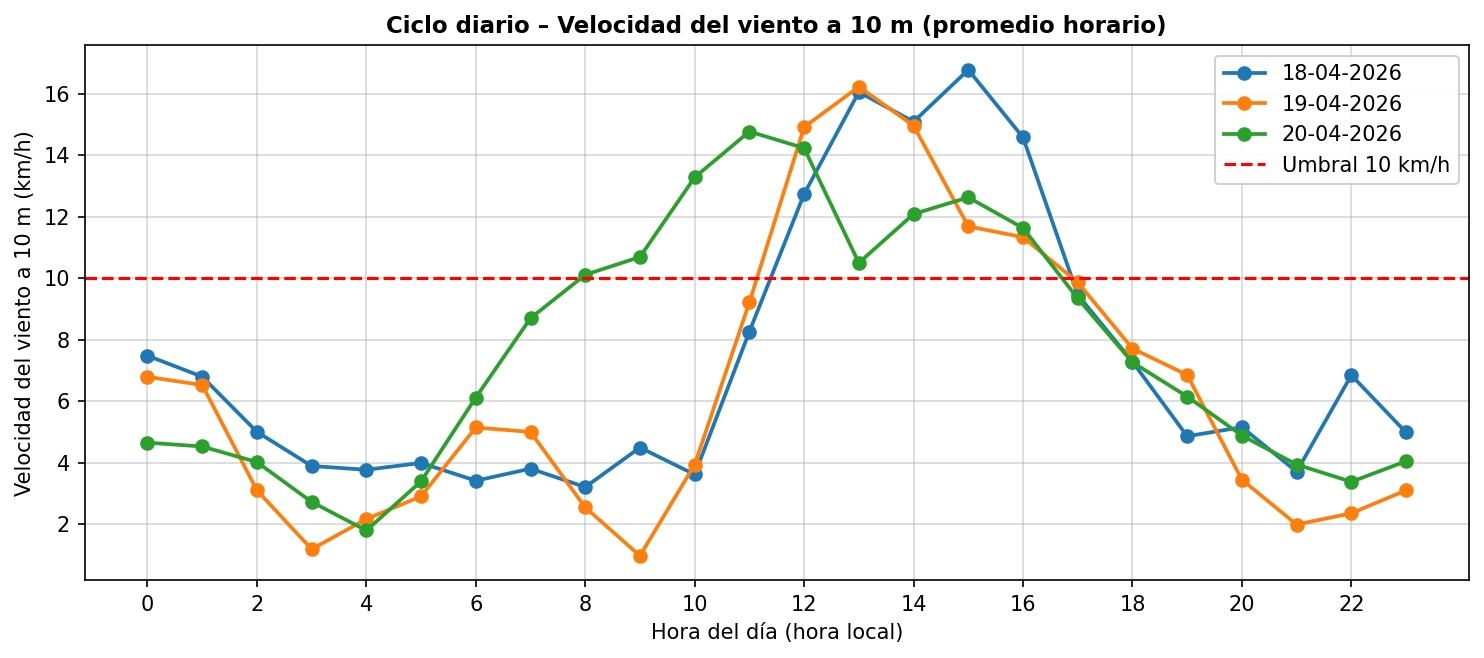 Ciclo diario – Velocidad del viento a 10 m (promedio horario)
Velocidad del viento a 10 m (km/h)
16
14
12
10
8
6
4
2
18-04-2026
19-04-2026
20-04-2026
Umbral 10 km/h
0 2 4 6 8 10 12 14 16 18 20 22
Hora del día (hora local)